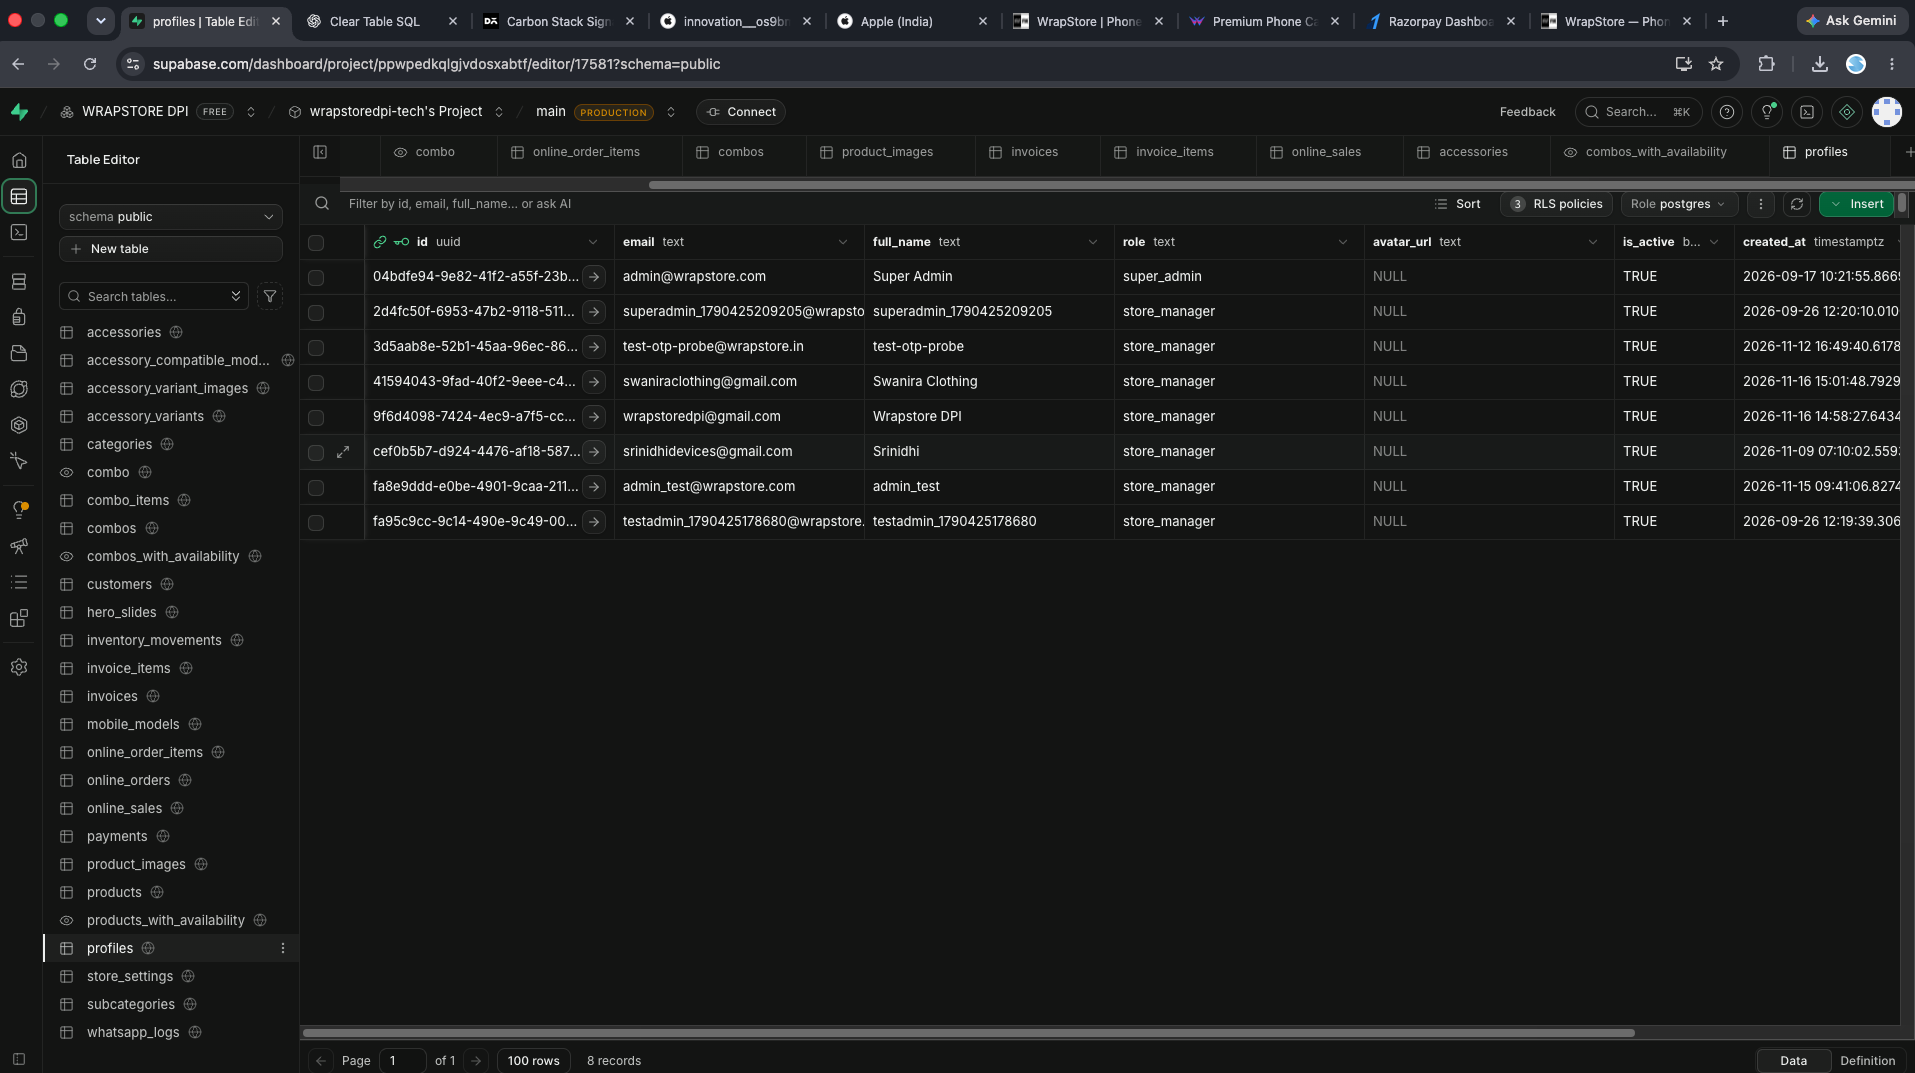 profiles | Table Edi
Clear Table SQL
Carbon Stack Sign
innovation__os9bn
Apple (India)
WrapStore | Phone
Premium Phone Ca
Razorpay Dashboa
WrapStore — Phon
Ask Gemini
supabase.com/dashboard/project/ppwpedkqlgjvdosxabtf/editor/17581?schema=public
WRAPSTORE DPI FREE / wrapstoredpi-tech's Project / main PRODUCTION Connect
Feedback Search... ⌘K
Table Editor
combo online_order_items combos product_images invoices invoice_items online_sales accessories combos_with_availability profiles
schema public
New table
Search tables...
Filter by id, email, full_name... or ask AI
Sort 3 RLS policies Role postgres Insert
accessories
accessory_compatible_mod...
accessory_variant_images
accessory_variants
categories
combo
combo_items
combos
combos_with_availability
customers
hero_slides
inventory_movements
invoice_items
invoices
mobile_models
online_order_items
online_orders
online_sales
payments
product_images
products
products_with_availability
profiles
store_settings
subcategories
whatsapp_logs
id uuid email text full_name text role text avatar_url text is_active b... created_at timestamptz
04bdfe94-9e82-41f2-a55f-23b... admin@wrapstore.com Super Admin super_admin NULL TRUE 2026-09-17 10:21:55.866
2d4fc50f-6953-47b2-9118-511... superadmin_1790425209205@wrapsto superadmin_1790425209205 store_manager NULL TRUE 2026-09-26 12:20:10.010
3d5aab8e-52b1-45aa-96ec-86... test-otp-probe@wrapstore.in test-otp-probe store_manager NULL TRUE 2026-11-12 16:49:40.6178
41594043-9fad-40f2-9eee-c4... swaniraclothing@gmail.com Swanira Clothing store_manager NULL TRUE 2026-11-16 15:01:48.7929
9f6d4098-7424-4ec9-a7f5-cc... wrapstoredpi@gmail.com Wrapstore DPI store_manager NULL TRUE 2026-11-16 14:58:27.6434
cef0b5b7-d924-4476-af18-587... srinidhidevices@gmail.com Srinidhi store_manager NULL TRUE 2026-11-09 07:10:02.559
fa8e9ddd-e0be-4901-9caa-211... admin_test@wrapstore.com admin_test store_manager NULL TRUE 2026-11-15 09:41:06.8274
fa95c9cc-9c14-490e-9c49-00... testadmin_1790425178680@wrapstore. testadmin_1790425178680 store_manager NULL TRUE 2026-09-26 12:19:39.306
Page 1 of 1 100 rows 8 records
Data Definition